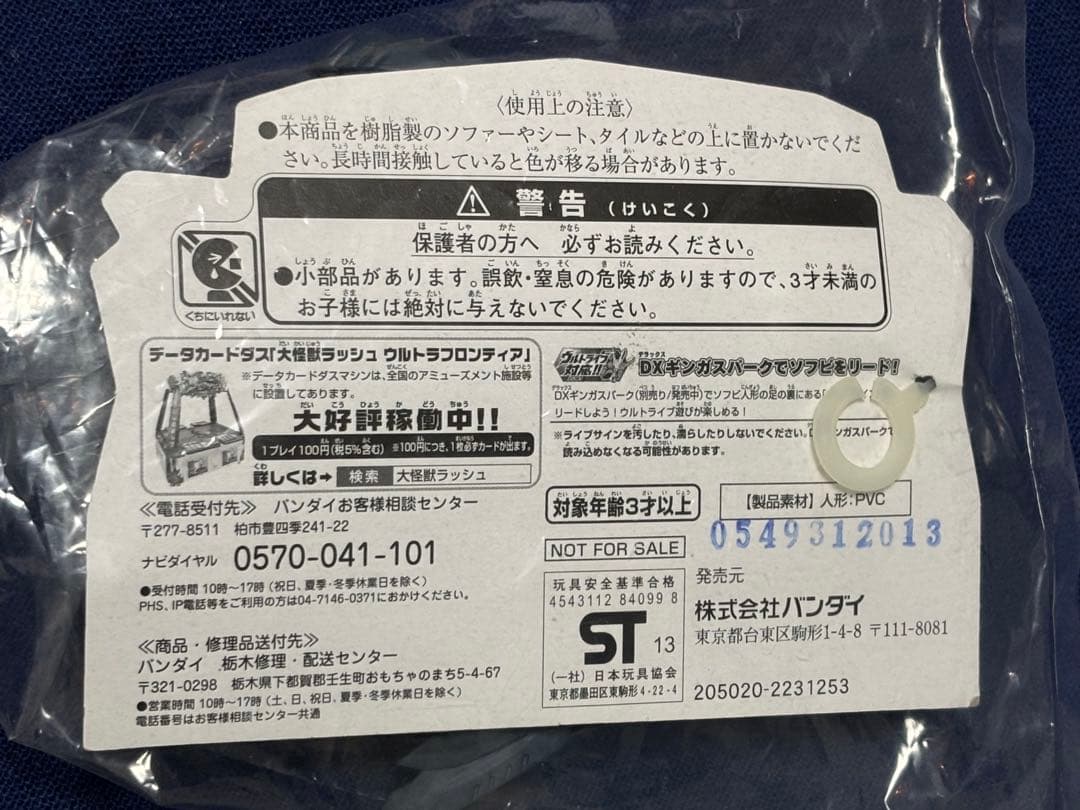 〈使用上の注意〉
●本商品を樹脂製のソファーやシート、タイルなどの上に置かないでくだ
さい。長時間接触していると色が移る場合があります。
⚠ 警告 (けいこく)
保護者の方へ 必ずお読みください。
●小部品があります。誤飲・窒息の危険がありますので、3才未満の
お子様には絶対に与えないでください。
くちにいれない
データカードダス「大怪獣ラッシュ ウルトラフロンティア」
※データカードダスマシンは、全国のアミューズメント施設等
に設置してあります。
大好評稼働中!!
1プレイ100円(税5%含む) ※100円につき、1枚必ずカードが出ます。
詳しくは➡ 検索 大怪獣ラッシュ
ウルトライブ対応!!
DXギンガスパークでソフビをリード!
DXギンガスパーク(別売り/発売中)でソフビ人形の足の裏にある
リードしよう!ウルトライブ遊びが楽しめる!
※ライブサインを汚したり、濡らしたりしないでください。
ンガスパークで
読み込めなくなる可能性があります。
≪電話受付先≫ バンダイお客様相談センター
〒277-8511 柏市豊四季241-22
ナビダイヤル 0570-041-101
●受付時間 10時~17時(祝日、夏季・冬季休業日を除く)
PHS、IP電話等をご利用の方は04-7146-0371におかけください。
≪商品・修理品送付先≫
バンダイ 栃木修理・配送センター
〒321-0298 栃木県下都賀郡壬生町おもちゃのまち5-4-67
●営業時間 10時~17時(土、日、祝日、夏季・冬季休業日を除く)
電話番号はお客様相談センター共通
対象年齢3才以上
【製品素材】人形:PVC
0549312013
NOT FOR SALE
玩具安全基準合格
4543112 84099 8
ST 13
(一社)日本玩具協会
東京都墨田区東駒形4-22-4
発売元
株式会社バンダイ
東京都台東区駒形1-4-8 〒111-8081
205020-2231253